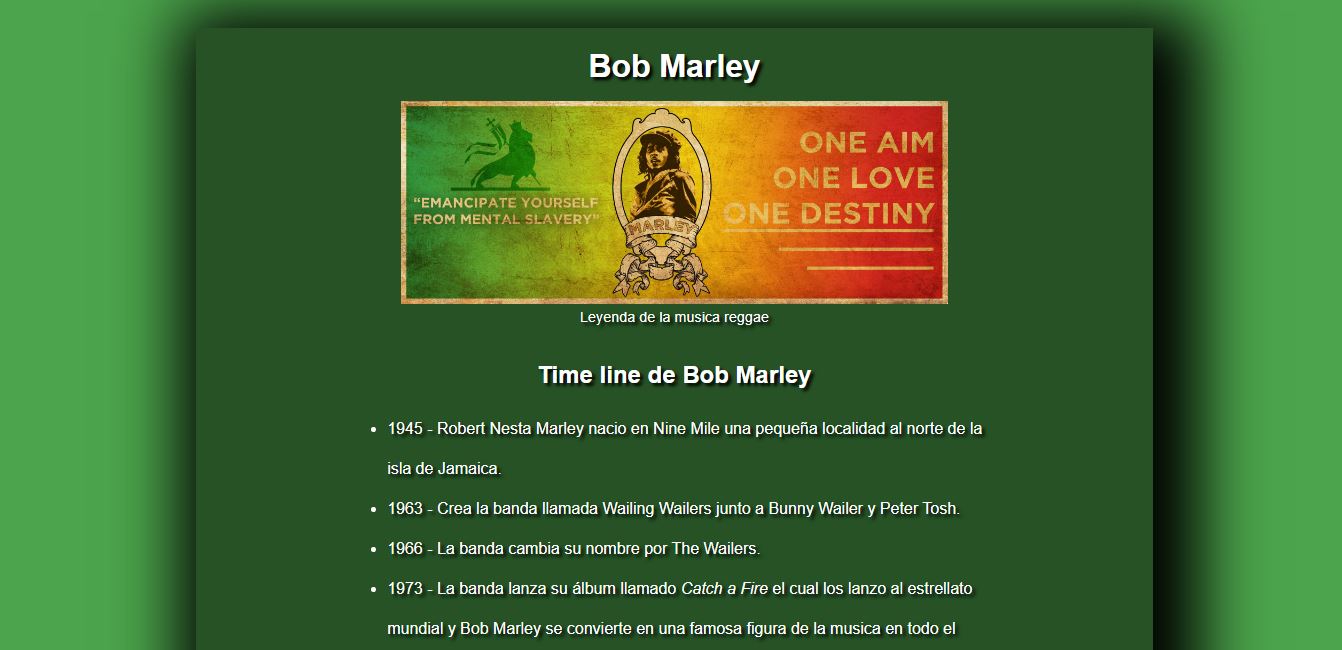 Bob Marley
"EMANCIPATE YOURSELF
FROM MENTAL SLAVERY"
MARLEY
ONE AIM
ONE LOVE
ONE DESTINY
Leyenda de la musica reggae
Time line de Bob Marley
1945 - Robert Nesta Marley nacio en Nine Mile una pequeña localidad al norte de la
isla de Jamaica.
1963 - Crea la banda llamada Wailing Wailers junto a Bunny Wailer y Peter Tosh.
1966 - La banda cambia su nombre por The Wailers.
1973 - La banda lanza su álbum llamado Catch a Fire el cual los lanzo al estrellato
mundial y Bob Marley se convierte en una famosa figura de la musica en todo el